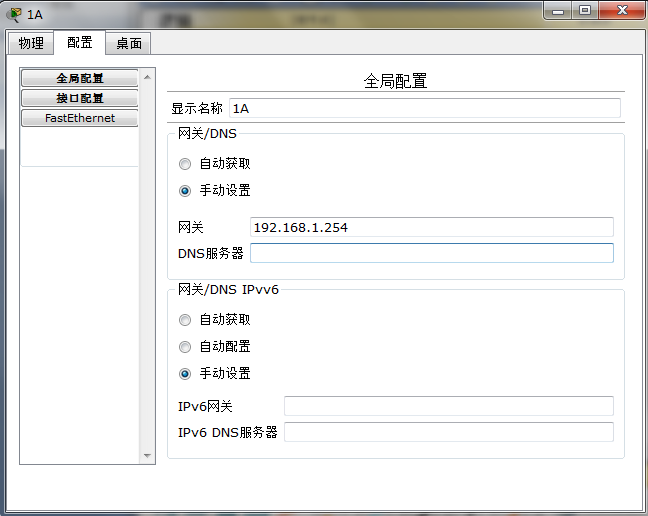 1A
物理 配置 桌面
全局配置
接口配置
FastEthernet
全局配置
显示名称 1A
网关/DNS
自动获取
手动设置
网关 192.168.1.254
DNS服务器
网关/DNS IPvv6
自动获取
自动配置
手动设置
IPv6网关
IPv6 DNS服务器